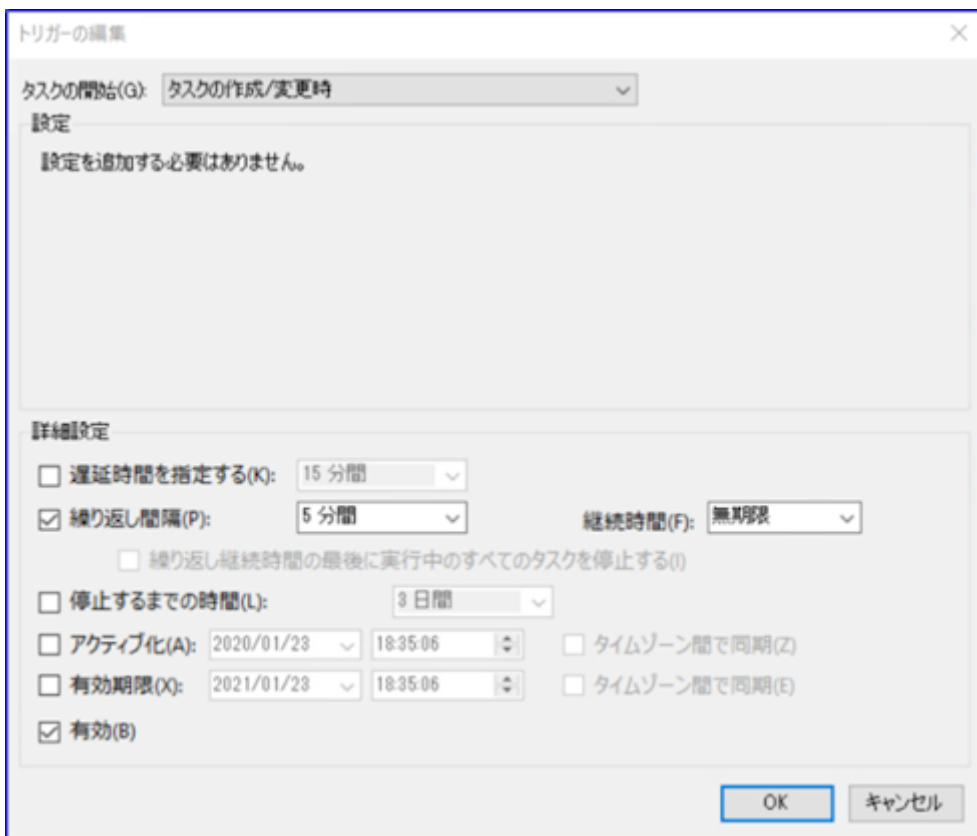 トリガーの編集
タスクの開始(G): タスクの作成/変更時
設定
設定を追加する必要はありません。
詳細設定
遅延時間を指定する(K): 15 分間
繰り返し間隔(P): 5 分間 継続時間(F): 無期限
繰り返し継続時間の最後に実行中のすべてのタスクを停止する(I)
停止するまでの時間(L): 3 日間
アクティブ化(A): 2020/01/23 18:35:06 タイムゾーン間で同期(Z)
有効期限(X): 2021/01/23 18:35:06 タイムゾーン間で同期(E)
有効(B)
OK キャンセル